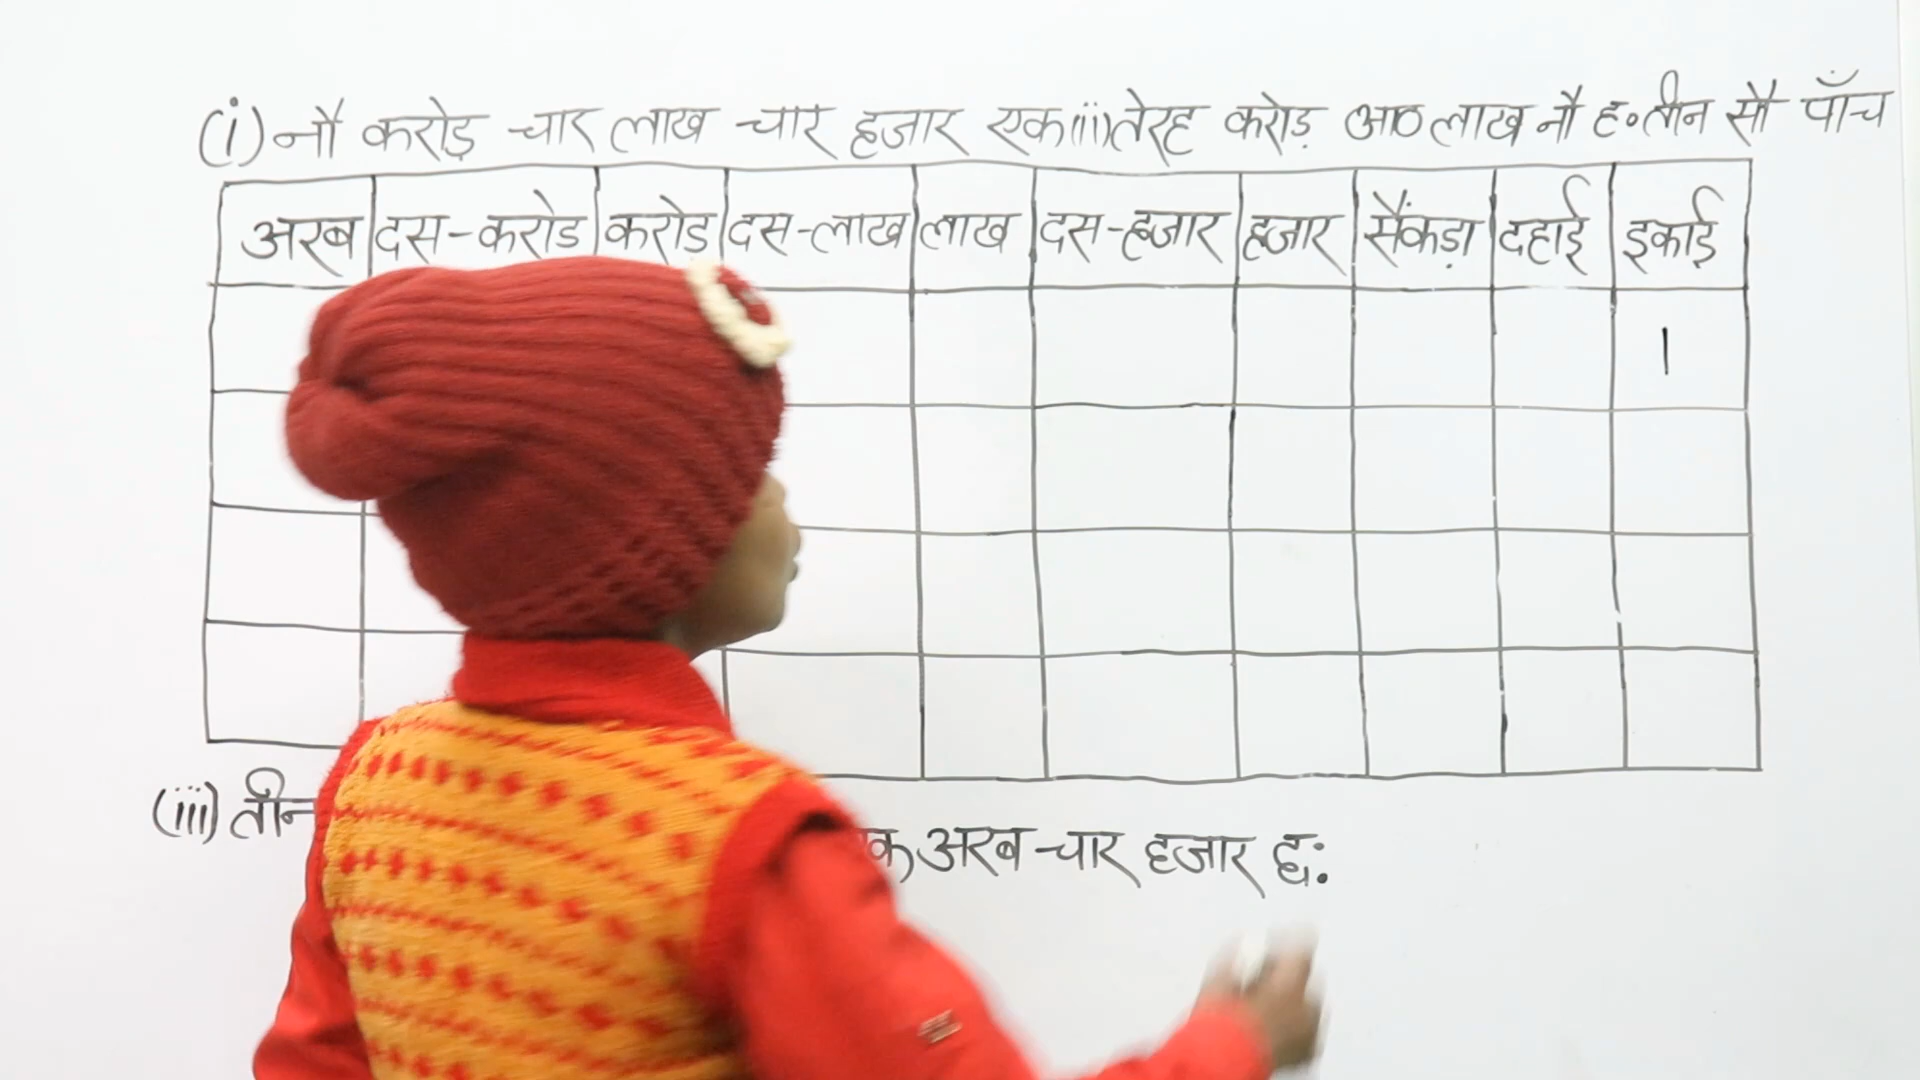 (i) नौ करोड़ चार लाख चार हजार एक (ii) तेरह करोड़ आठ लाख नौ ह॰ तीन सौ पाँच
अरब दस-करोड करोड़ दस-लाख लाख दस-हजार हजार सैंकड़ा दहाई इकाई
1
(iii) तीन
अरब चार हजार छः